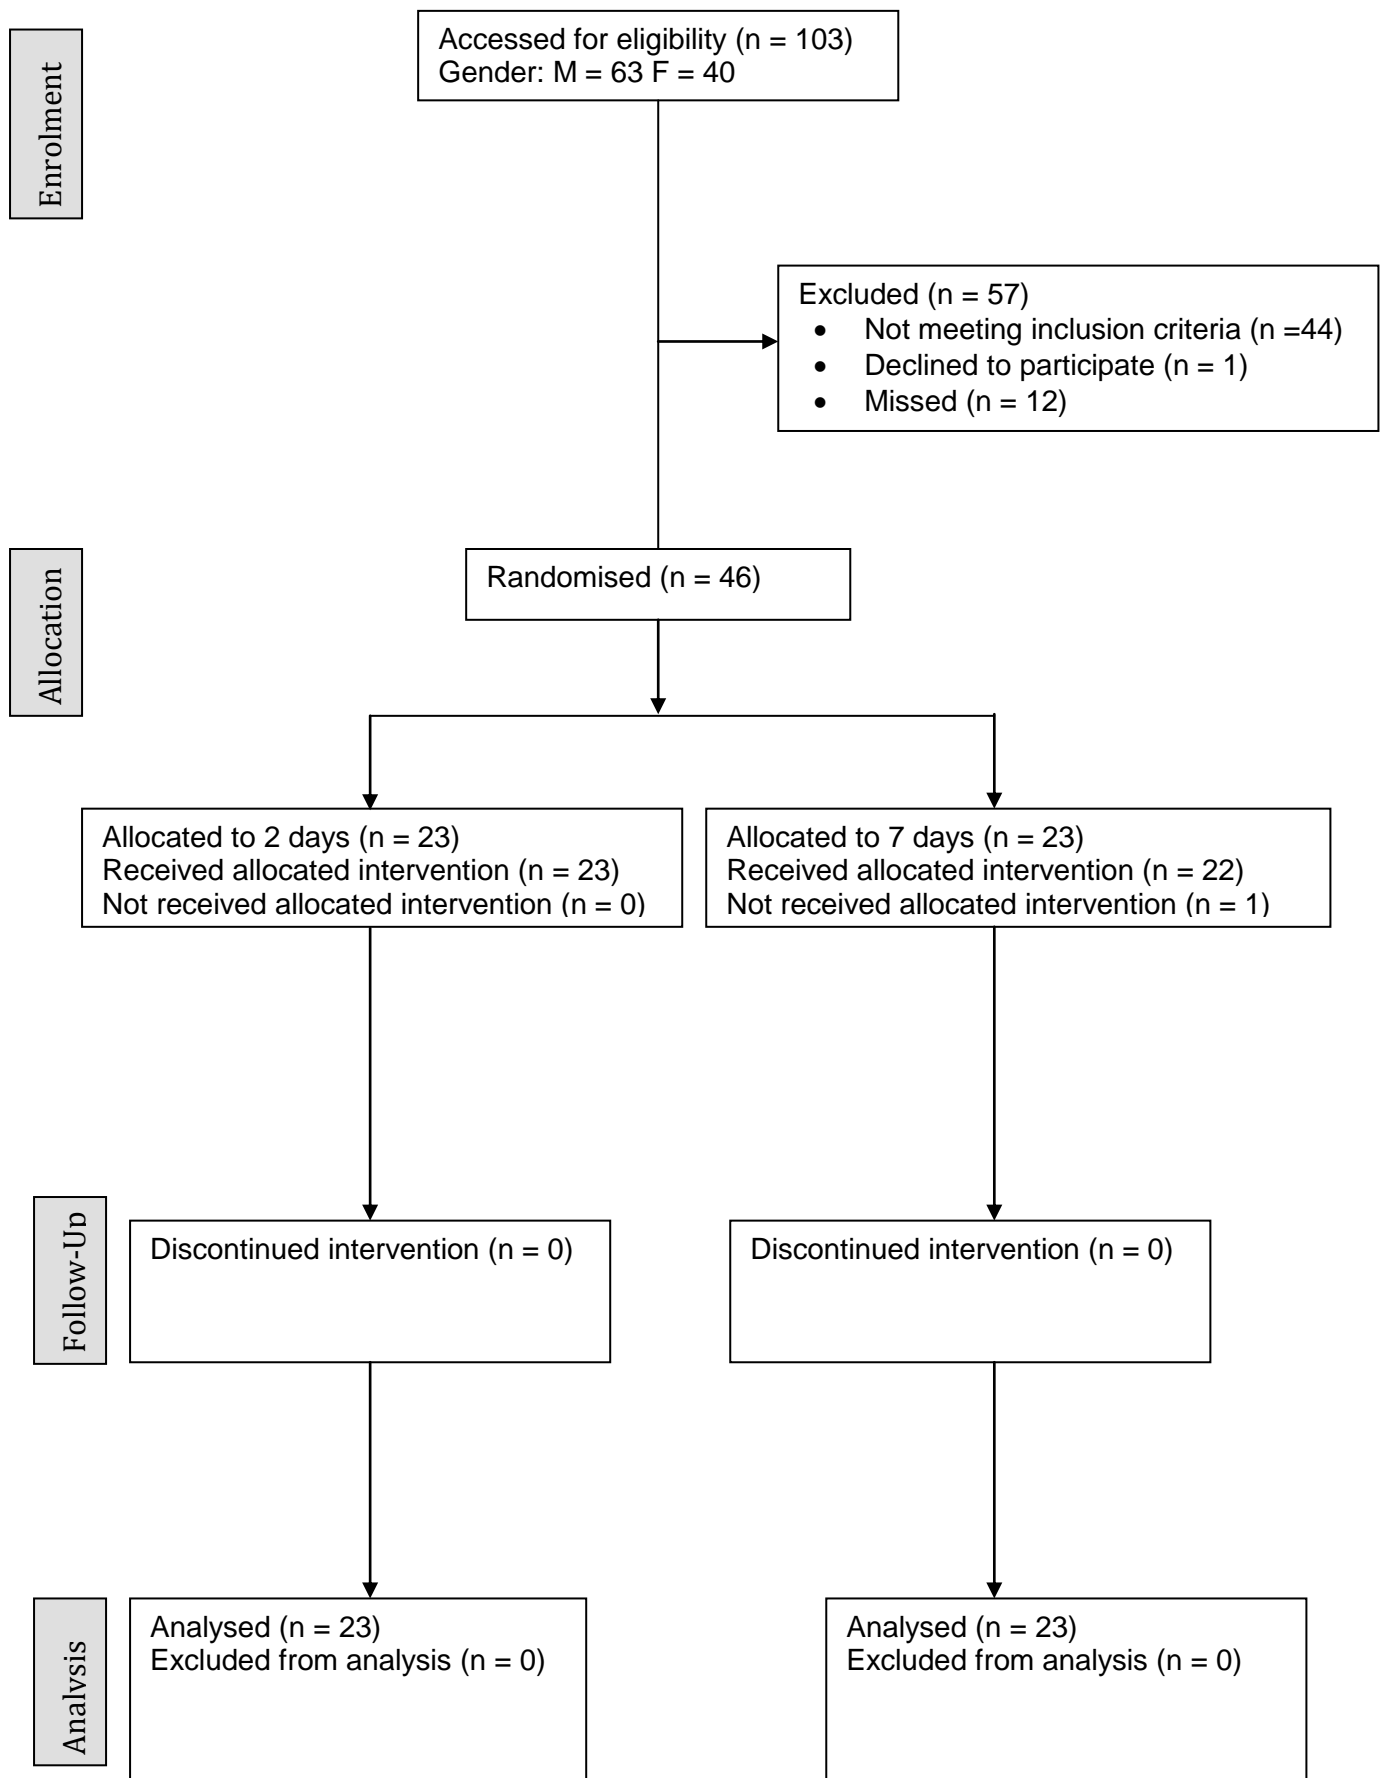 Enrolment
Accessed for eligibility (n = 103)
Gender: M = 63 F = 40
Excluded (n = 57)
• Not meeting inclusion criteria (n =44)
• Declined to participate (n = 1)
• Missed (n = 12)
Allocation
Randomised (n = 46)
Allocated to 2 days (n = 23)
Received allocated intervention (n = 23)
Not received allocated intervention (n = 0)
Allocated to 7 days (n = 23)
Received allocated intervention (n = 22)
Not received allocated intervention (n = 1)
Follow-Up
Discontinued intervention (n = 0)
Discontinued intervention (n = 0)
Analysis
Analysed (n = 23)
Excluded from analysis (n = 0)
Analysed (n = 23)
Excluded from analysis (n = 0)